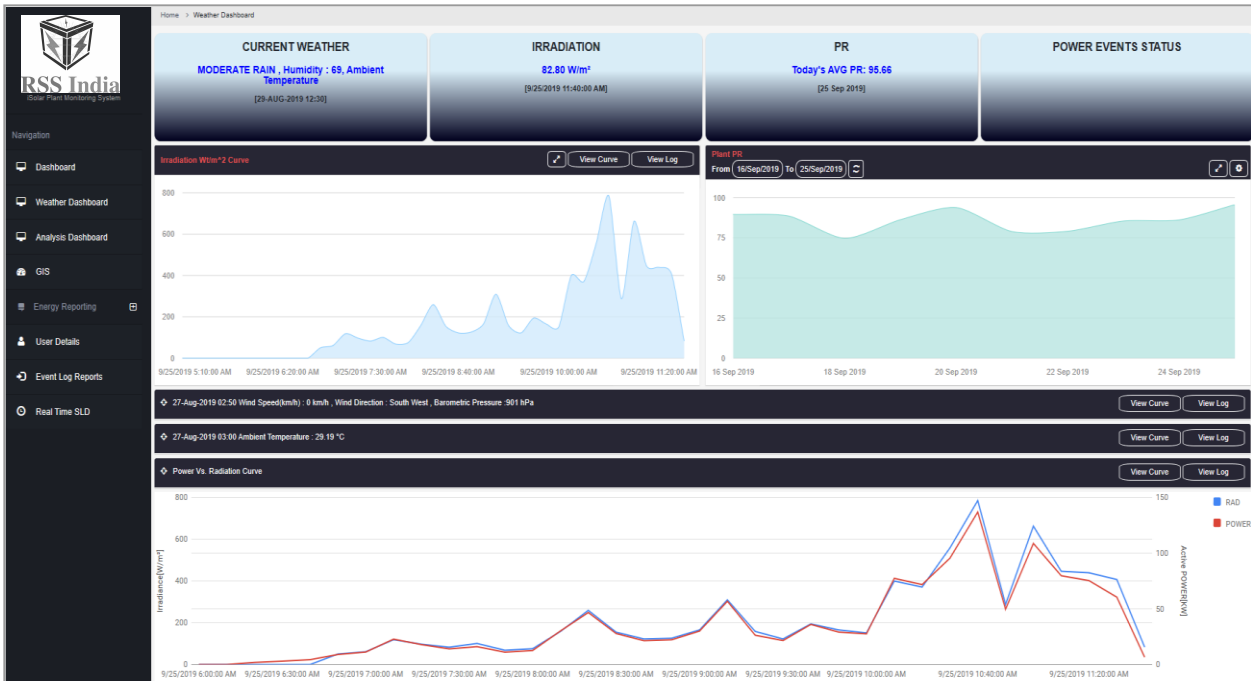 RSS India
iSolar Plant Monitoring System
Navigation
Dashboard
Weather Dashboard
Analysis Dashboard
GIS
Energy Reporting
User Details
Event Log Reports
Real Time SLD
Home > Weather Dashboard
CURRENT WEATHER
MODERATE RAIN , Humidity : 69, Ambient
Temperature
[29-AUG-2019 12:30]
IRRADIATION
82.80 W/m²
[9/25/2019 11:40:00 AM]
PR
Today's AVG PR: 95.66
[25 Sep 2019]
POWER EVENTS STATUS
Irradiation Wt/m^2 Curve
View Curve View Log
800
600
400
200
0
9/25/2019 5:10:00 AM 9/25/2019 6:20:00 AM 9/25/2019 7:30:00 AM 9/25/2019 8:40:00 AM 9/25/2019 10:00:00 AM 9/25/2019 11:20:00 AM
Plant PR
From 16/Sep/2019 To 25/Sep/2019
100
75
50
25
0
16 Sep 2019 18 Sep 2019 20 Sep 2019 22 Sep 2019 24 Sep 2019
27-Aug-2019 02:50 Wind Speed(km/h) : 0 km/h , Wind Direction : South West , Barometric Pressure :901 hPa
View Curve View Log
27-Aug-2019 03:00 Ambient Temperature : 29.19 °C
View Curve View Log
Power Vs. Radiation Curve
View Curve View Log
800
600
400
200
0
Irradiance[W/m²]
150
100
50
0
Active POWER[KW]
RAD
POWER
9/25/2019 6:00:00 AM 9/25/2019 6:30:00 AM 9/25/2019 7:00:00 AM 9/25/2019 7:30:00 AM 9/25/2019 8:00:00 AM 9/25/2019 8:30:00 AM 9/25/2019 9:00:00 AM 9/25/2019 9:30:00 AM 9/25/2019 10:00:00 AM 9/25/2019 10:40:00 AM 9/25/2019 11:20:00 AM